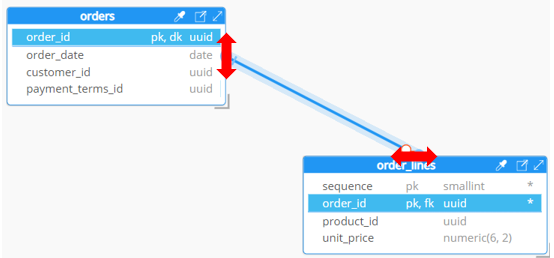 orders
order_id pk, dk uuid
order_date date
customer_id uuid
payment_terms_id uuid
order_lines
sequence pk smallint *
order_id pk, fk uuid *
product_id uuid
unit_price numeric(6, 2)